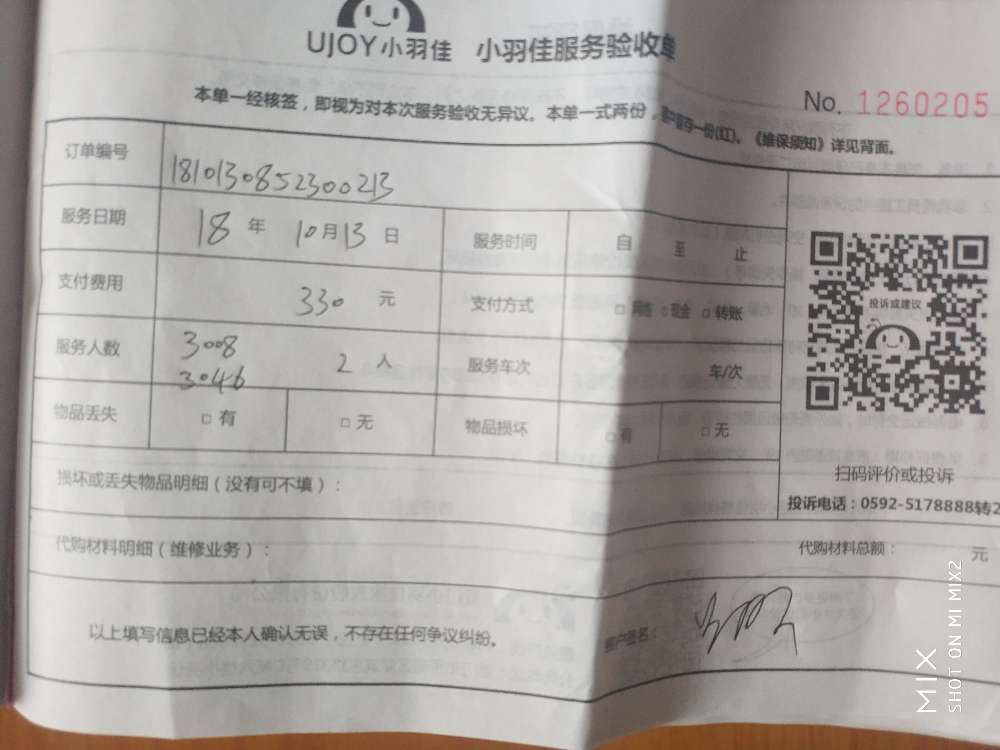 UJOY小羽佳 小羽佳服务验收单
No. 1260205
本单一经核签，即视为对本次服务验收无异议。本单一式两份，客户留存一份(红)。《维保须知》详见背面。
订单编号 1810130852300213
服务日期 18 年 10月13 日 服务时间 自 至 止
支付费用 330 元 支付方式 □ 网络 □现金 □ 转账
服务人数 3008 3046 2 人 服务车次 车/次
物品丢失 □ 有 □ 无 物品损坏 □ 有 □ 无
投诉或建议
扫码评价或投诉
投诉电话：0592-5178888转2
损坏或丢失物品明细（没有可不填）：
代购材料明细（维修业务）： 代购材料总额： 元
以上填写信息已经本人确认无误，不存在任何争议纠纷。 客户签名：
MIX
SHOT ON MI MIX2